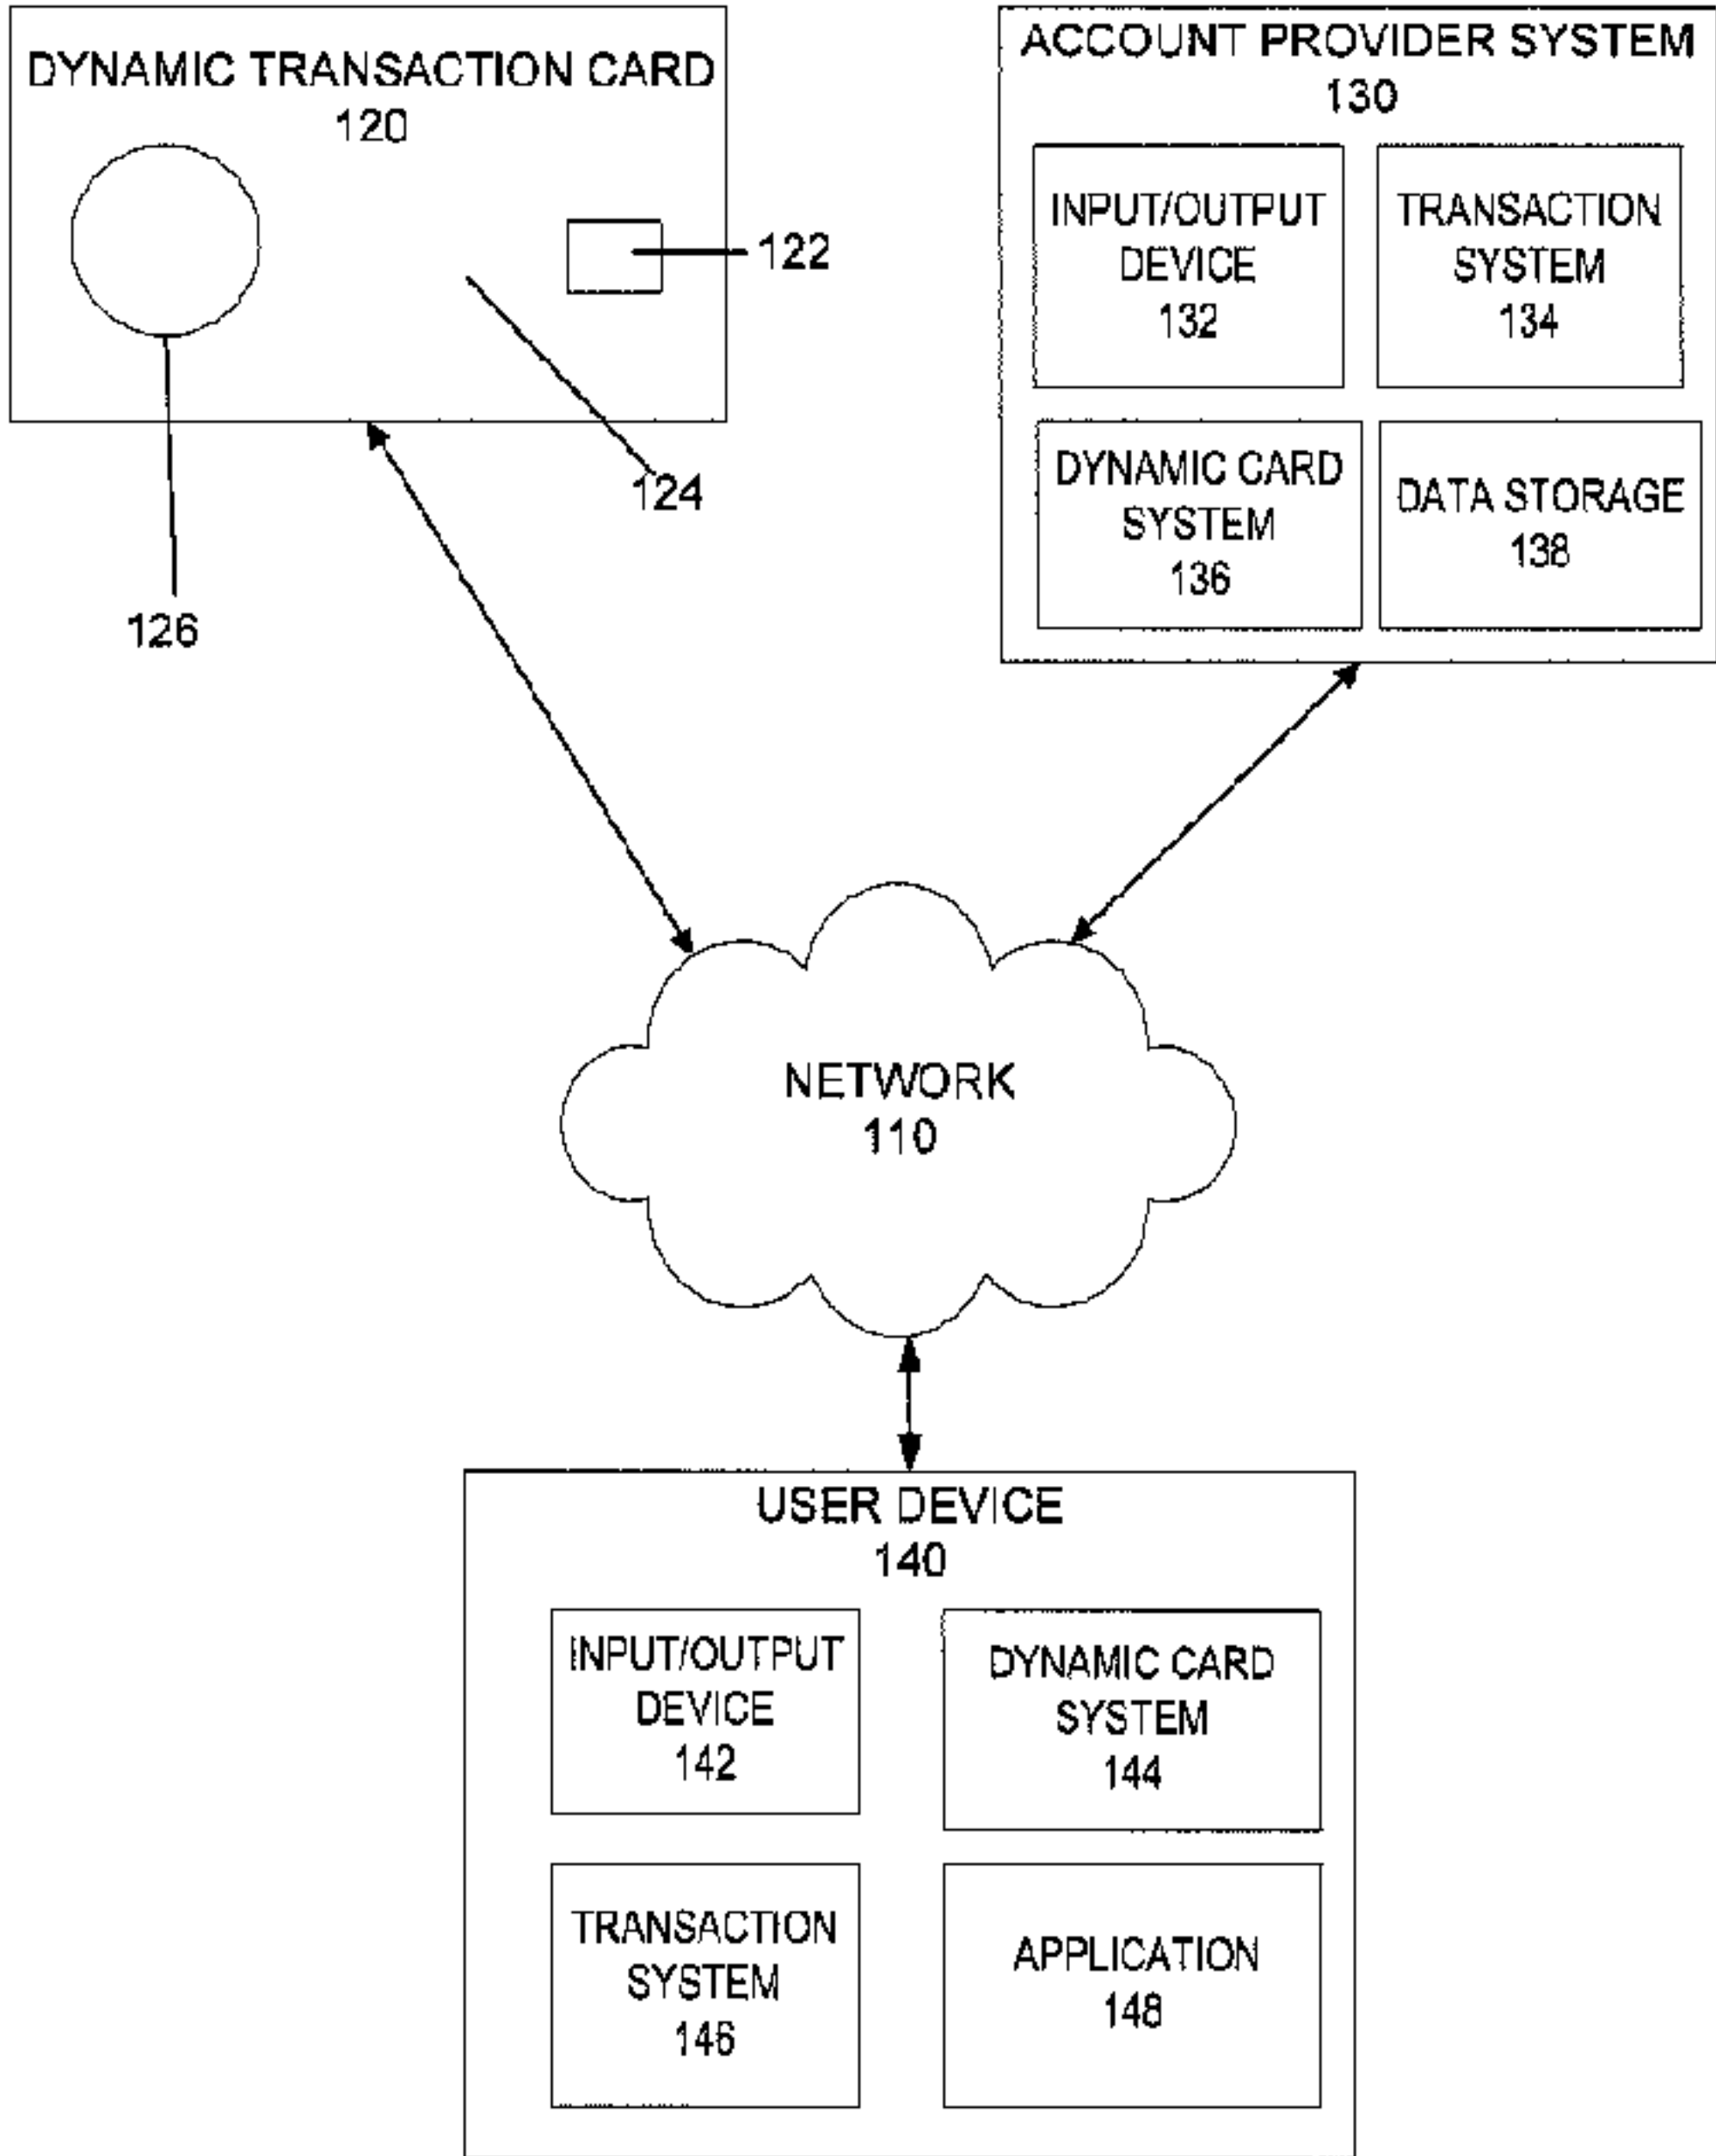 DYNAMIC TRANSACTION CARD
120
122
124
126
ACCOUNT PROVIDER SYSTEM
130
INPUT/OUTPUT
DEVICE
132
TRANSACTION
SYSTEM
134
DYNAMIC CARD
SYSTEM
136
DATA STORAGE
138
NETWORK
110
USER DEVICE
140
INPUT/OUTPUT
DEVICE
142
DYNAMIC CARD
SYSTEM
144
TRANSACTION
SYSTEM
146
APPLICATION
148